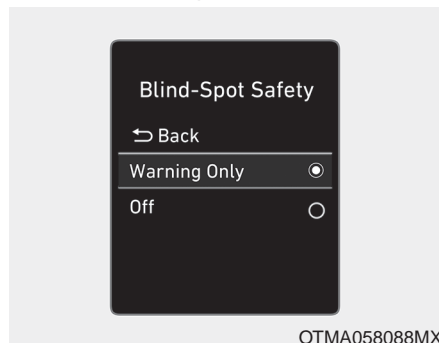 Blind-Spot Safety
Back
Warning Only
Off
OTMA058088MX